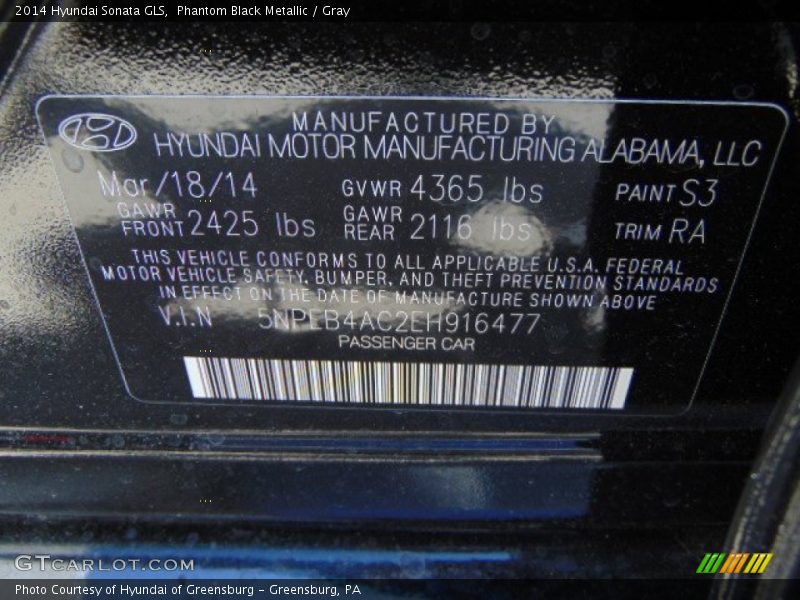 2014 Hyundai Sonata GLS,  Phantom Black Metallic / Gray
MANUFACTURED BY
HYUNDAI MOTOR MANUFACTURING ALABAMA, LLC
Mar/18/14 GVWR 4365 lbs PAINT S3
GAWR FRONT 2425 lbs GAWR REAR 2116 lbs TRIM RA
THIS VEHICLE CONFORMS TO ALL APPLICABLE U.S.A. FEDERAL
MOTOR VEHICLE SAFETY, BUMPER, AND THEFT PREVENTION STANDARDS
IN EFFECT ON THE DATE OF MANUFACTURE SHOWN ABOVE
V.I.N 5NPEB4AC2EH916477
PASSENGER CAR
GTCARLOT.COM
Photo Courtesy of Hyundai of Greensburg - Greensburg, PA